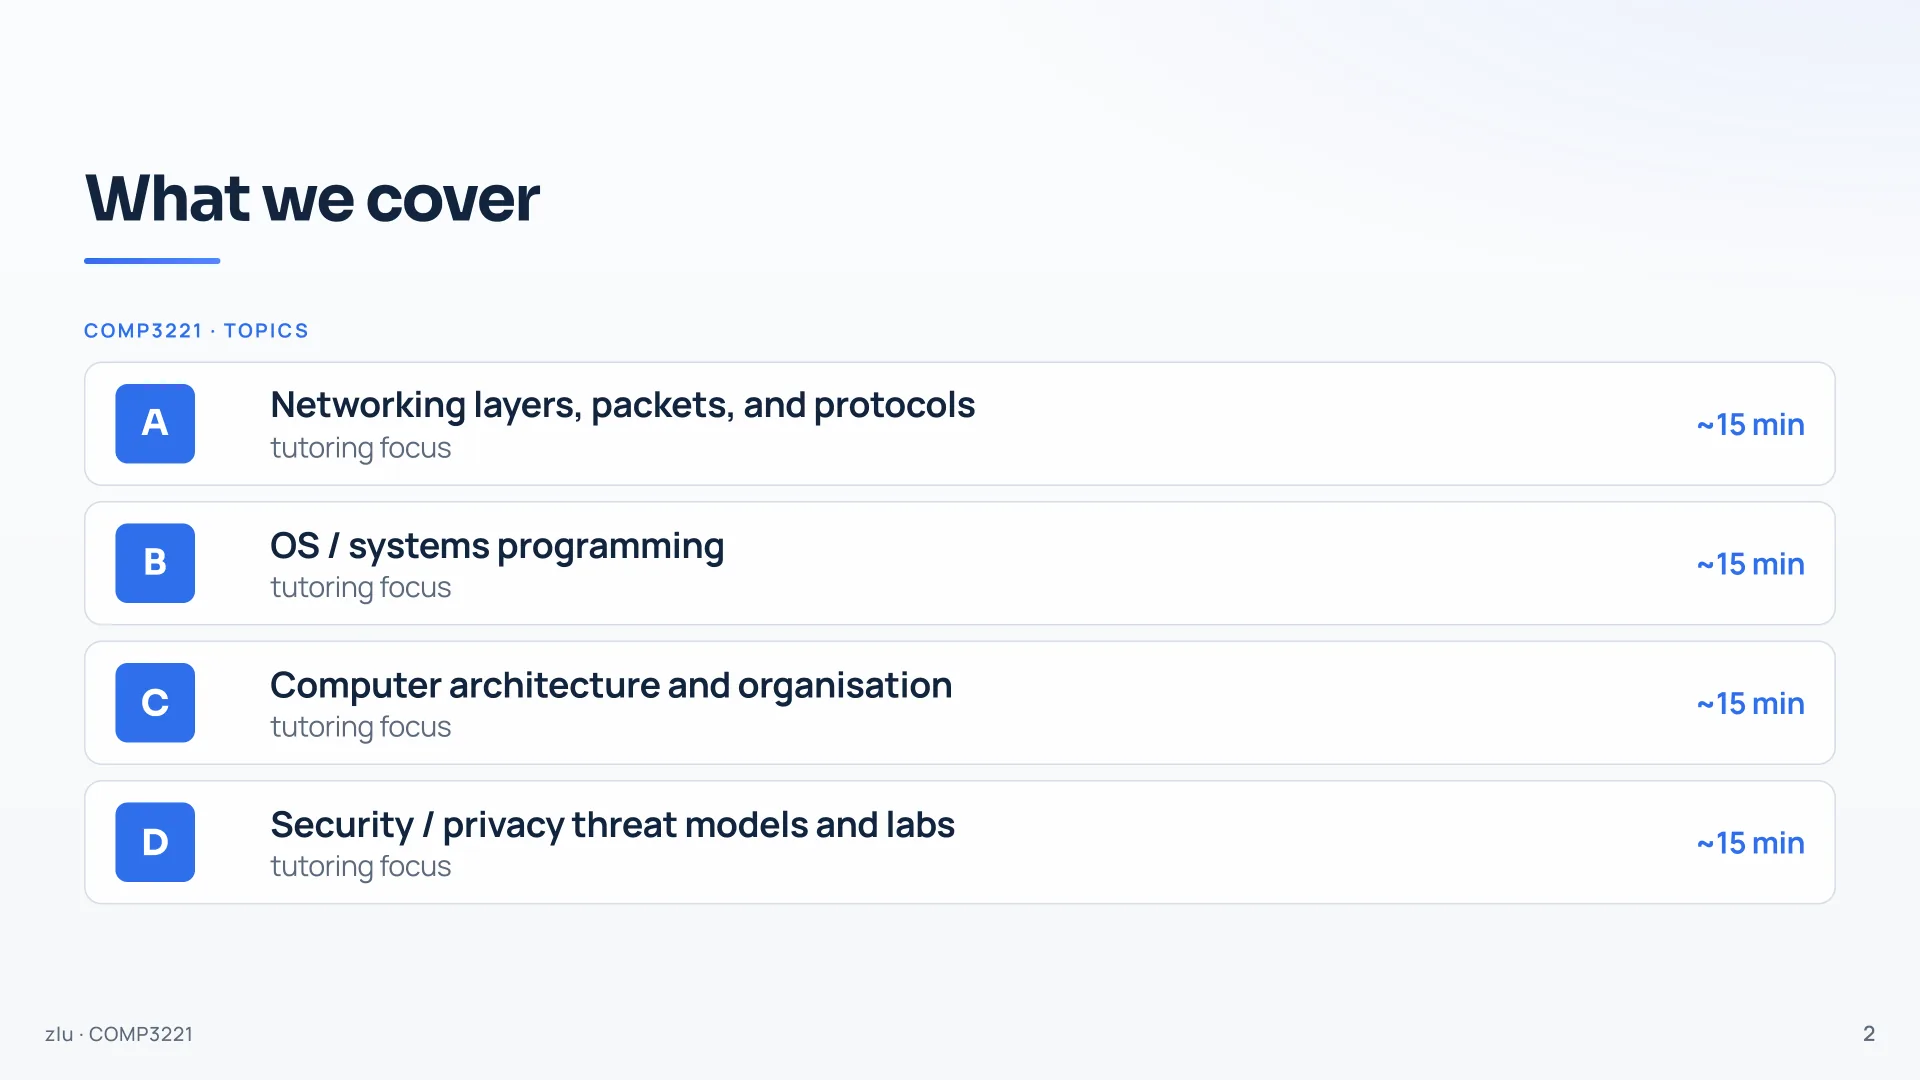 What we cover
COMP3221 · TOPICS
A
Networking layers, packets, and protocols
tutoring focus
~15 min
B
OS / systems programming
tutoring focus
~15 min
C
Computer architecture and organisation
tutoring focus
~15 min
D
Security / privacy threat models and labs
tutoring focus
~15 min
zlu · COMP3221
2